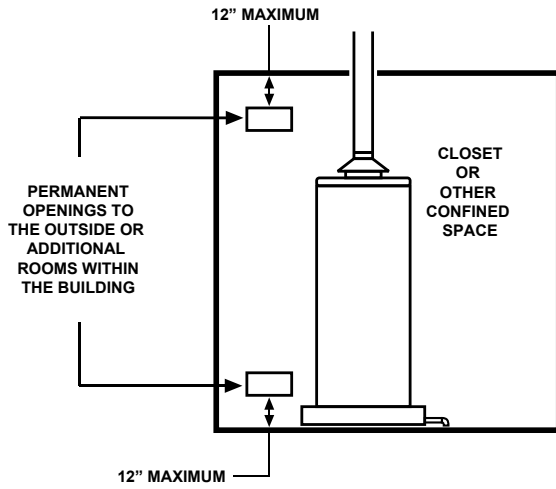 12” MAXIMUM
CLOSET
OR
OTHER
CONFINED
SPACE
PERMANENT
OPENINGS TO
THE OUTSIDE OR
ADDITIONAL
ROOMS WITHIN
THE BUILDING
12” MAXIMUM